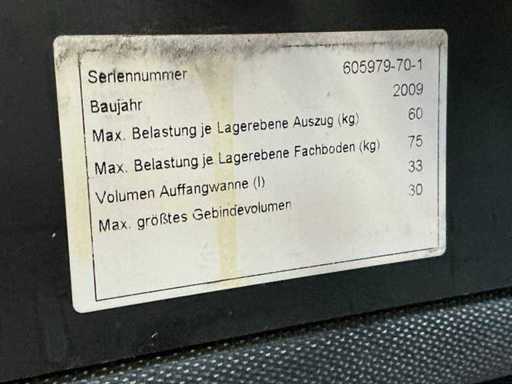 Seriennummer 605979-70-1
Baujahr 2009
Max. Belastung je Lagerebene Auszug (kg) 60
Max. Belastung je Lagerebene Fachboden (kg) 75
Volumen Auffangwanne (l) 33
Max. größtes Gebindevolumen 30